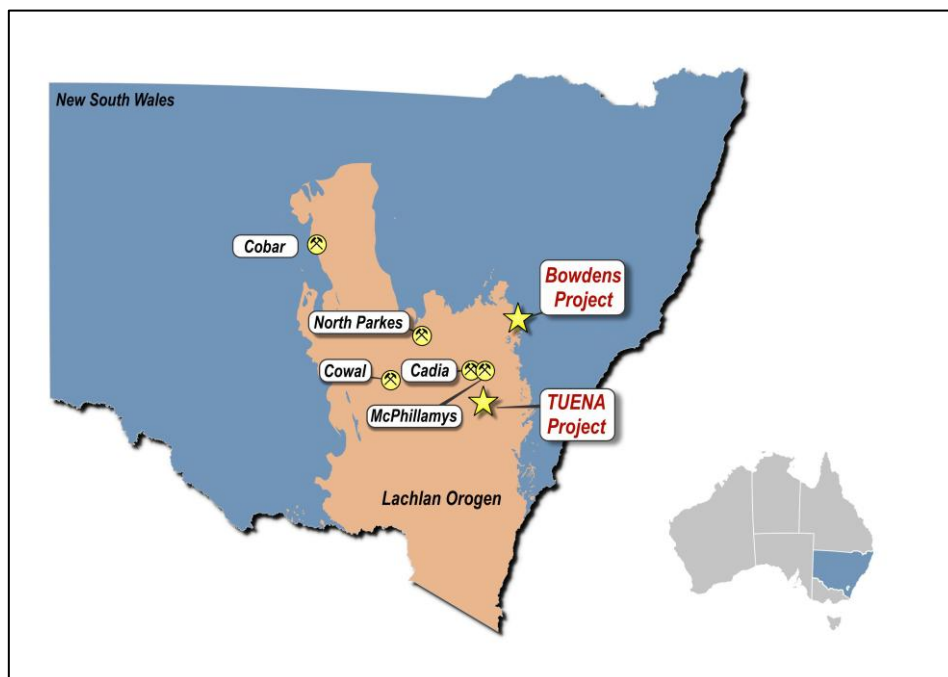 New South Wales
Cobar
Bowdens
Project
North Parkes
Cowal
Cadia
McPhillamys
TUENA
Project
Lachlan Orogen